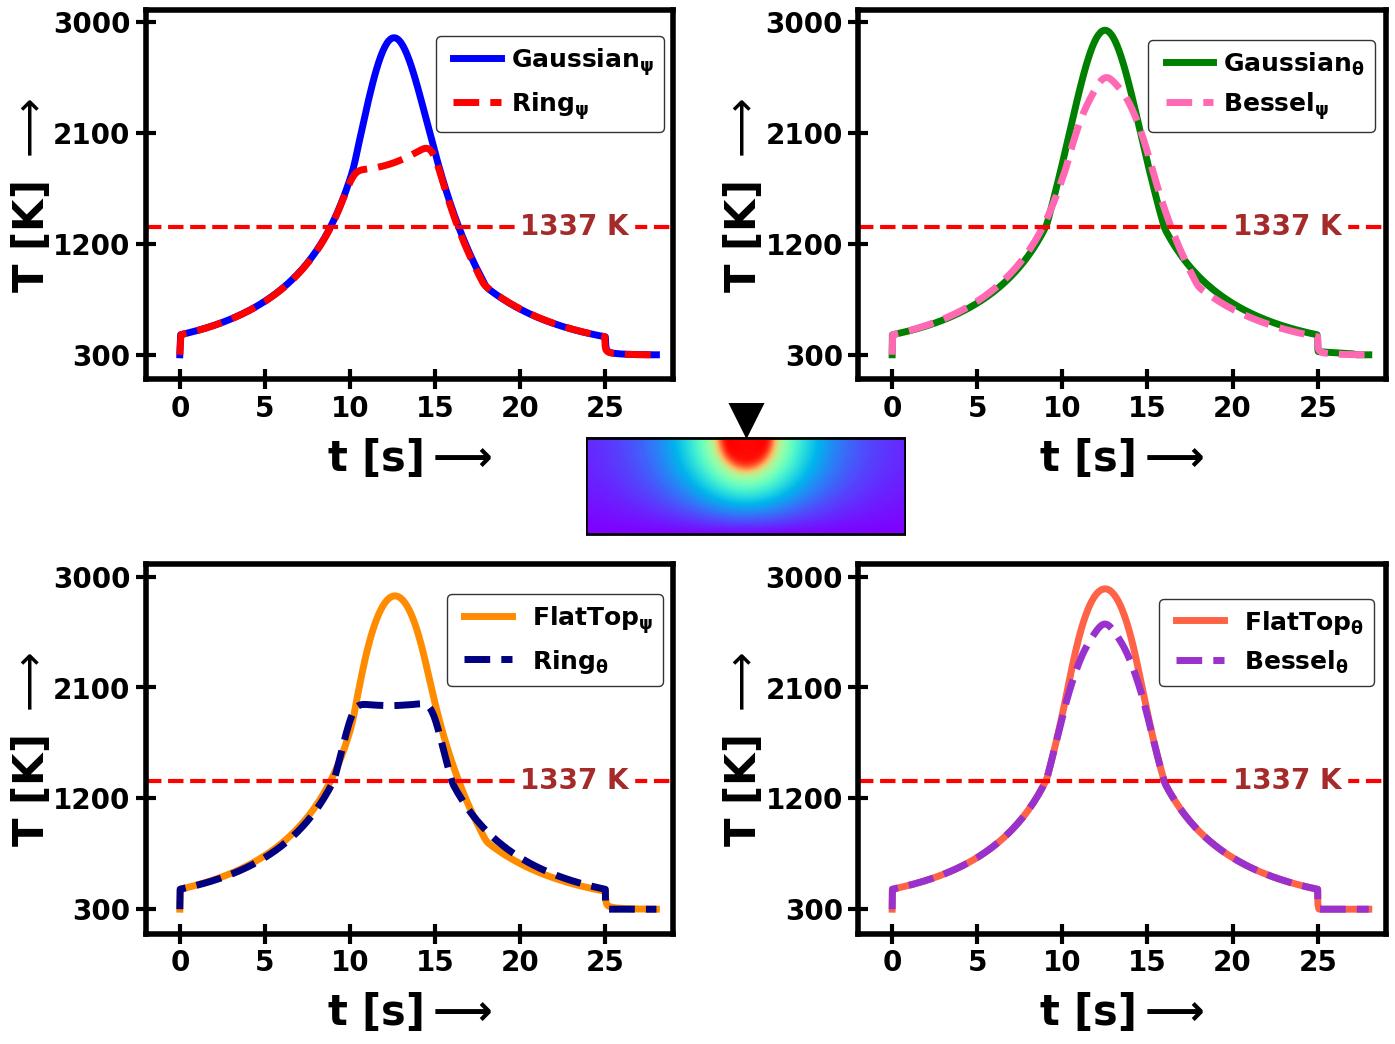 3000
2100
1200
300
T [K] ⟶
Gaussianψ
Ringψ
1337 K
0 5 10 15 20 25
t [s] ⟶
3000
2100
1200
300
T [K] ⟶
Gaussianθ
Besselψ
1337 K
0 5 10 15 20 25
t [s] ⟶
3000
2100
1200
300
T [K] ⟶
FlatTopψ
Ringθ
1337 K
0 5 10 15 20 25
t [s] ⟶
3000
2100
1200
300
T [K] ⟶
FlatTopθ
Besselθ
1337 K
0 5 10 15 20 25
t [s] ⟶